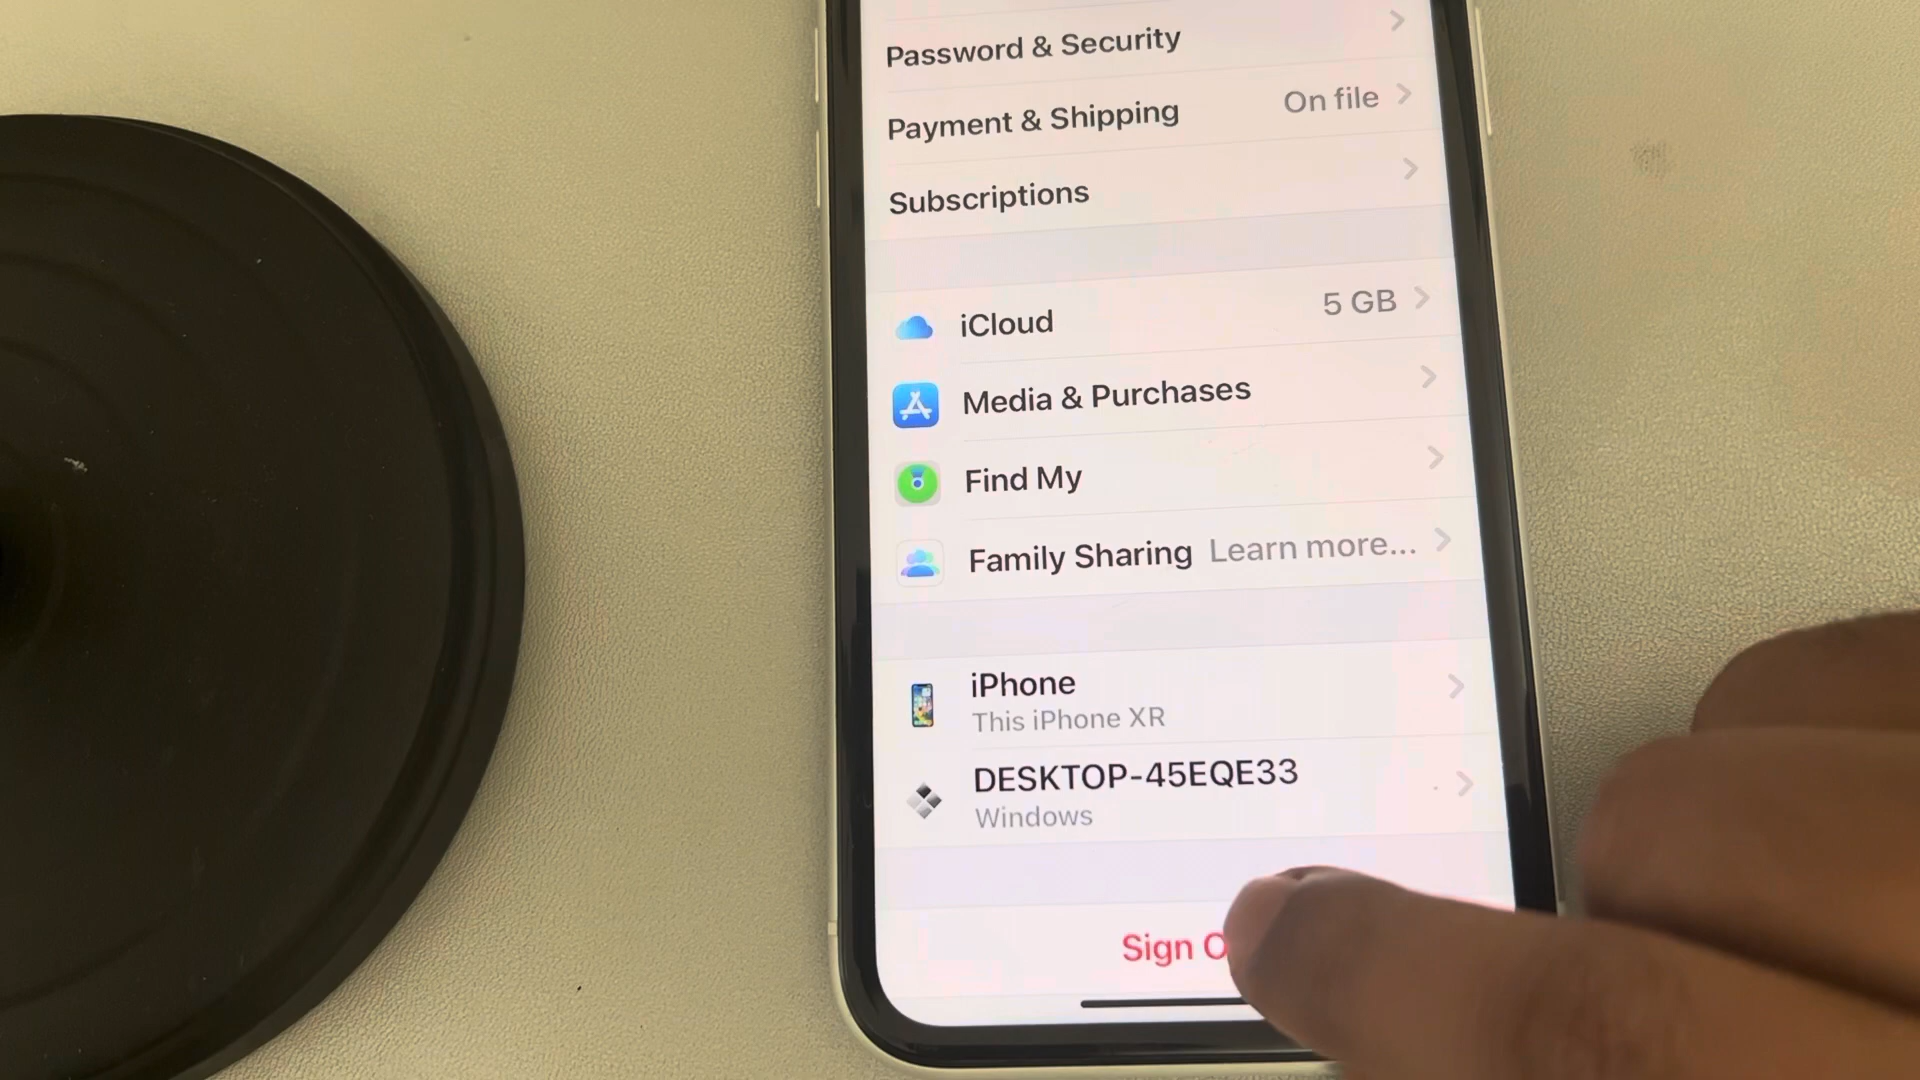 Password & Security
Payment & Shipping On file
Subscriptions
iCloud 5 GB
Media & Purchases
Find My
Family Sharing Learn more...
iPhone
This iPhone XR
DESKTOP-45EQE33
Windows
Sign O